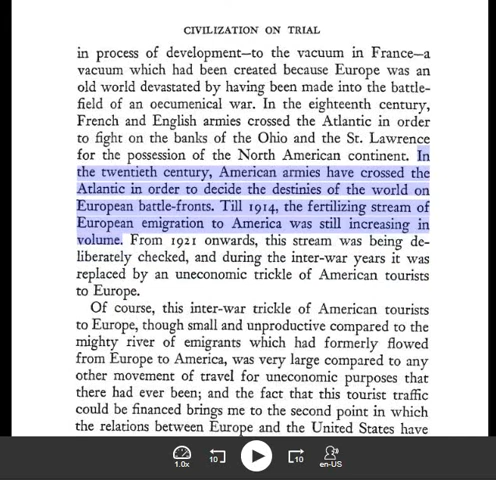 CIVILIZATION ON TRIAL
in process of development—to the vacuum in France—a
vacuum which had been created because Europe was an
old world devastated by having been made into the battle-
field of an oecumenical war. In the eighteenth century,
French and English armies crossed the Atlantic in order
to fight on the banks of the Ohio and the St. Lawrence
for the possession of the North American continent. In
the twentieth century, American armies have crossed the
Atlantic in order to decide the destinies of the world on
European battle-fronts. Till 1914, the fertilizing stream of
European emigration to America was still increasing in
volume. From 1921 onwards, this stream was being de-
liberately checked, and during the inter-war years it was
replaced by an uneconomic trickle of American tourists
to Europe.
Of course, this inter-war trickle of American tourists
to Europe, though small and unproductive compared to the
mighty river of emigrants which had formerly flowed
from Europe to America, was very large compared to any
other movement of travel for uneconomic purposes that
there had ever been; and the fact that this tourist traffic
could be financed brings me to the second point in which
the relations between Europe and the United States have
1.0x
10
10
en-US